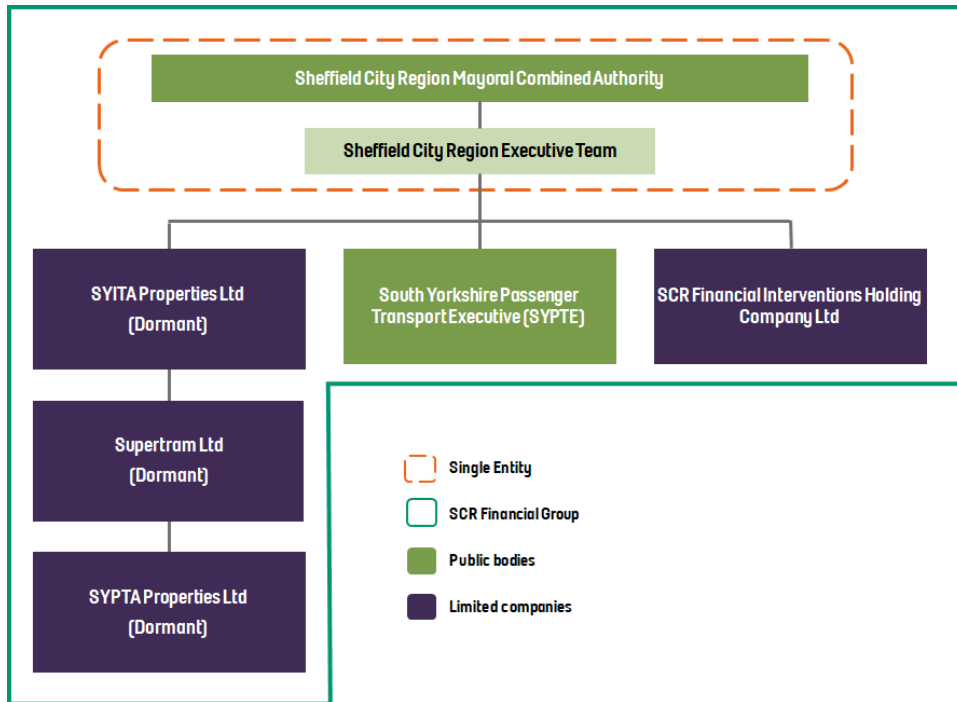 Sheffield City Region Mayoral Combined Authority
Sheffield City Region Executive Team
SYITA Properties Ltd
(Dormant)
South Yorkshire Passenger
Transport Executive (SYPTE)
SCR Financial Interventions Holding
Company Ltd
Supertram Ltd
(Dormant)
SYPTA Properties Ltd
(Dormant)
Single Entity
SCR Financial Group
Public bodies
Limited companies